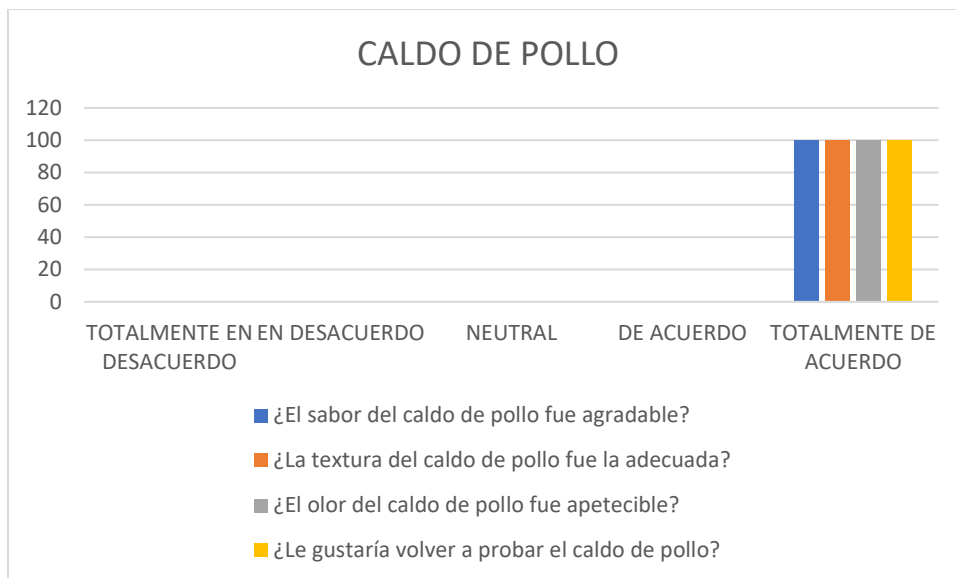 CALDO DE POLLO
120
100
80
60
40
20
0
TOTALMENTE EN DESACUERDO
EN DESACUERDO
NEUTRAL
DE ACUERDO
TOTALMENTE DE ACUERDO
¿El sabor del caldo de pollo fue agradable?
¿La textura del caldo de pollo fue la adecuada?
¿El olor del caldo de pollo fue apetecible?
¿Le gustaría volver a probar el caldo de pollo?